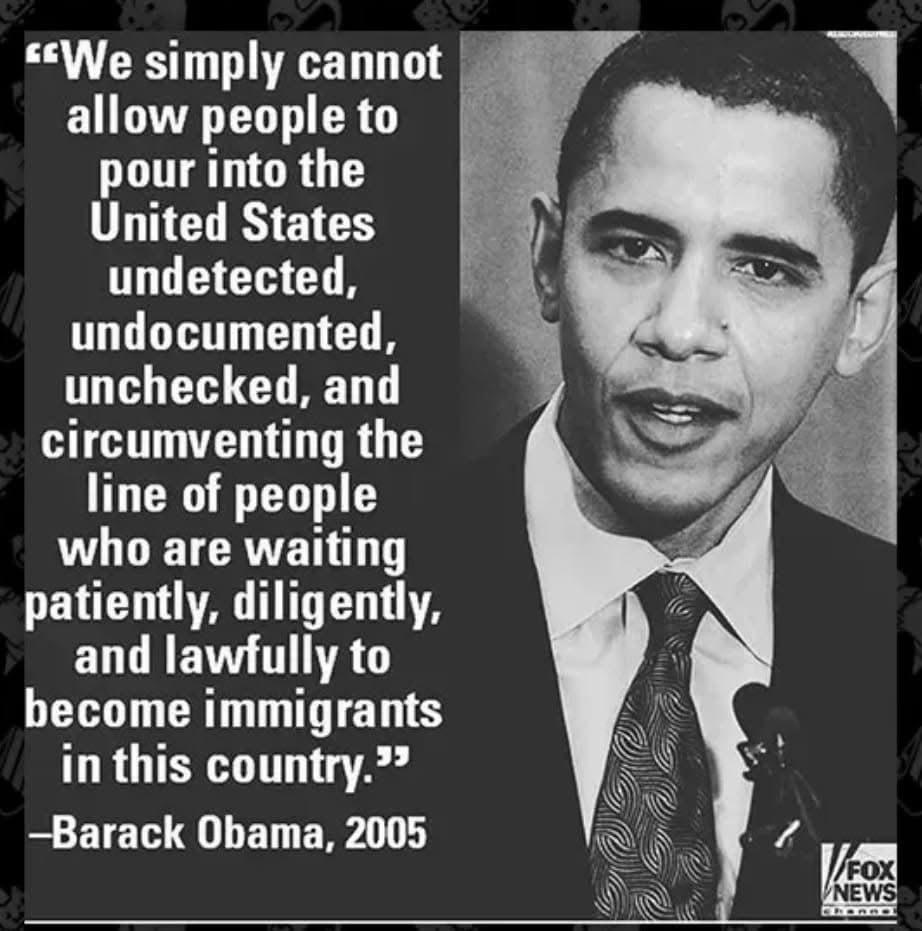 “We simply cannot
allow people to
pour into the
United States
undetected,
undocumented,
unchecked, and
circumventing the
line of people
who are waiting
patiently, diligently,
and lawfully to
become immigrants
in this country.”
–Barack Obama, 2005
FOX
NEWS
channel